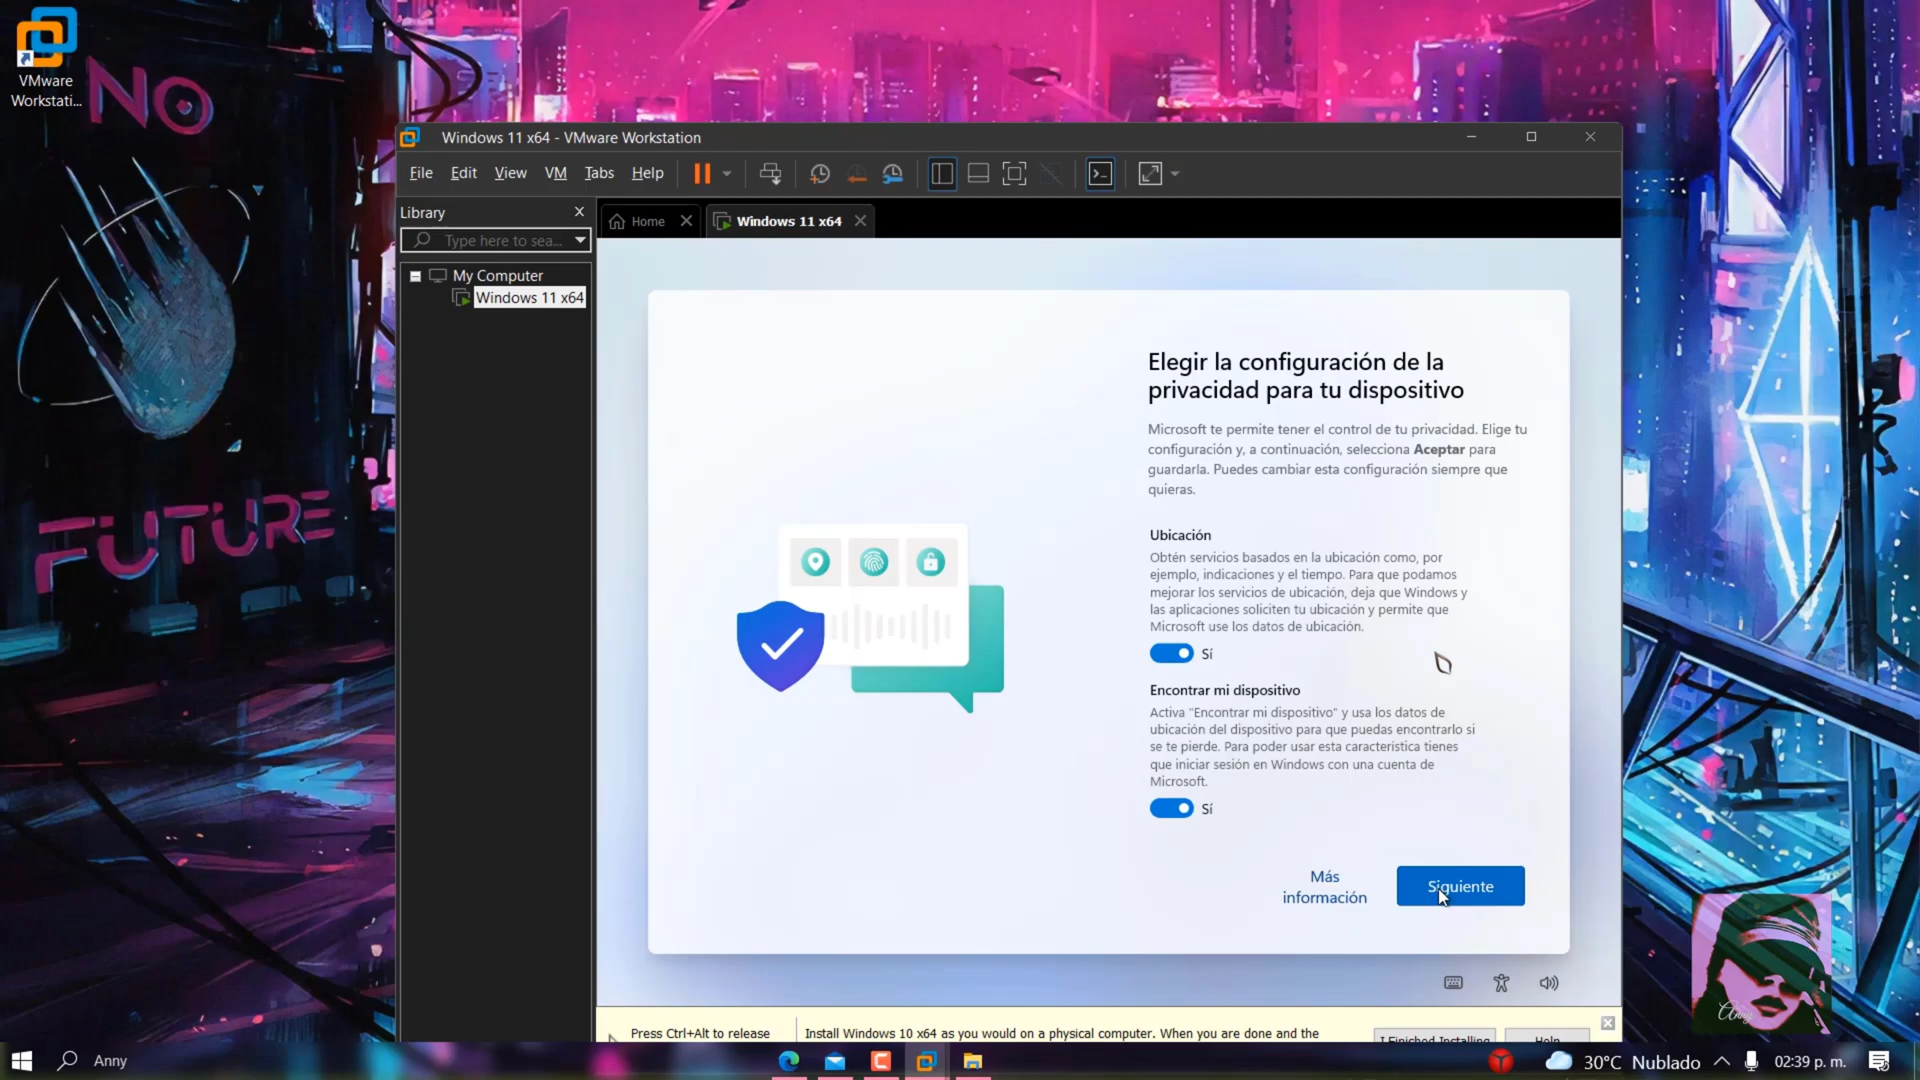 VMware
Workstati...
NO
FUTURE
Windows 11 x64 - VMware Workstation
File Edit View VM Tabs Help
Library
Type here to sea...
Home
Windows 11 x64
My Computer
Windows 11 x64
Elegir la configuración de la
privacidad para tu dispositivo
Microsoft te permite tener el control de tu privacidad. Elige tu
configuración y, a continuación, selecciona Aceptar para
guardarla. Puedes cambiar esta configuración siempre que
quieras.
Ubicación
Obtén servicios basados en la ubicación como, por
ejemplo, indicaciones y el tiempo. Para que podamos
mejorar los servicios de ubicación, deja que Windows y
las aplicaciones soliciten tu ubicación y permite que
Microsoft use los datos de ubicación.
Sí
Encontrar mi dispositivo
Activa "Encontrar mi dispositivo" y usa los datos de
ubicación del dispositivo para que puedas encontrarlo si
se te pierde. Para poder usar esta característica tienes
que iniciar sesión en Windows con una cuenta de
Microsoft.
Sí
Más
información
Siguiente
Anny
Press Ctrl+Alt to release
Install Windows 10 x64 as you would on a physical computer. When you are done and the
I Finished Installing
Help
Anny
30°C Nublado
02:39 p. m.